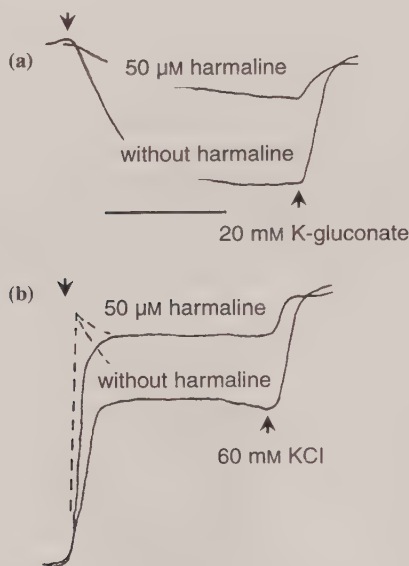 (a)
50 µM harmaline
without harmaline
20 mM K-gluconate
(b)
50 µM harmaline
without harmaline
60 mM KCl